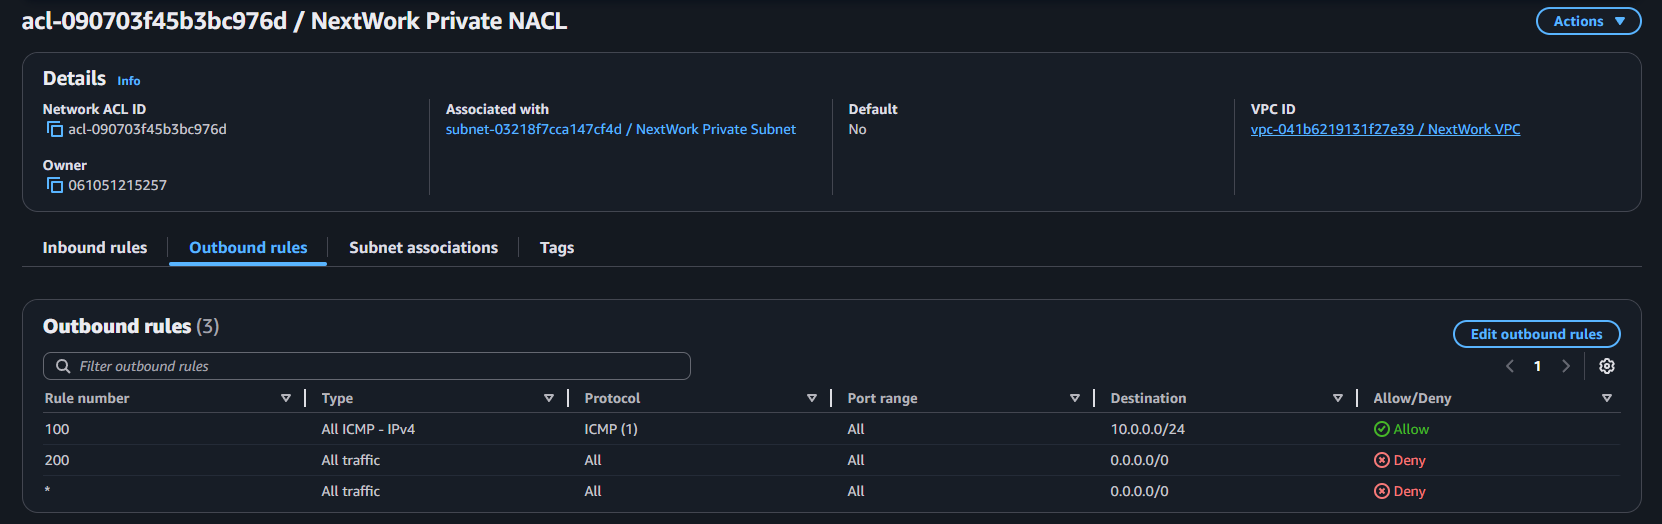 acl-090703f45b3bc976d / NextWork Private NACL
Actions
Details Info
Network ACL ID
acl-090703f45b3bc976d
Associated with
subnet-03218f7cca147cf4d / NextWork Private Subnet
Default
No
VPC ID
vpc-041b6219131f27e39 / NextWork VPC
Owner
061051215257
Inbound rules Outbound rules Subnet associations Tags
Outbound rules (3)
Edit outbound rules
Filter outbound rules
1
Rule number Type Protocol Port range Destination Allow/Deny
100 All ICMP - IPv4 ICMP (1) All 10.0.0.0/24 Allow
200 All traffic All All 0.0.0.0/0 Deny
* All traffic All All 0.0.0.0/0 Deny